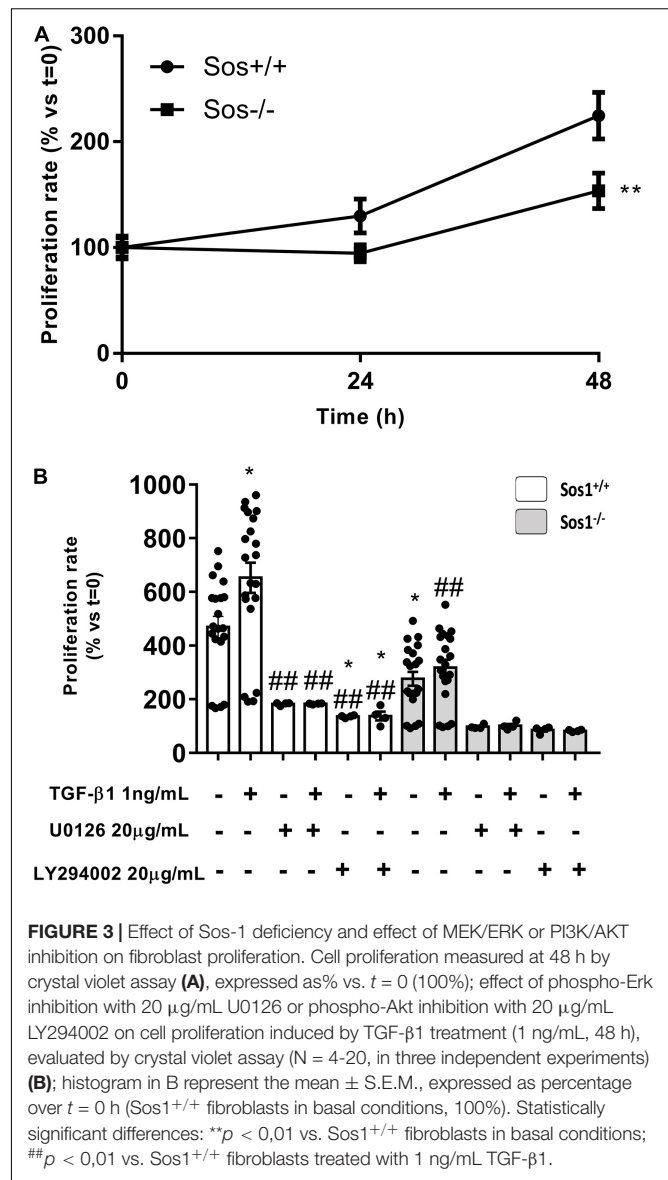 A
300
200
100
0
Proliferation rate (% vs t=0)
Sos+/+
Sos-/-
**
0 24 48
Time (h)
B
1000
800
600
400
200
0
Proliferation rate
(% vs t=0)
Sos1+/+
Sos1-/-
* ## ## * ## * ## * ##
TGF-β1 1ng/mL - + - + - + - + - + - +
U0126 20μg/mL - - + + - - - - + + - -
LY294002 20μg/mL - - - - + + - - - - + +
FIGURE 3 | Effect of Sos-1 deficiency and effect of MEK/ERK or PI3K/AKT
inhibition on fibroblast proliferation. Cell proliferation measured at 48 h by
crystal violet assay (A), expressed as% vs. t = 0 (100%); effect of phospho-Erk
inhibition with 20 μg/mL U0126 or phospho-Akt inhibition with 20 μg/mL
LY294002 on cell proliferation induced by TGF-β1 treatment (1 ng/mL, 48 h),
evaluated by crystal violet assay (N = 4-20, in three independent experiments)
(B); histogram in B represent the mean ± S.E.M., expressed as percentage
over t = 0 h (Sos1+/+ fibroblasts in basal conditions, 100%). Statistically
significant differences: **p < 0,01 vs. Sos1+/+ fibroblasts in basal conditions;
##p < 0,01 vs. Sos1+/+ fibroblasts treated with 1 ng/mL TGF-β1.